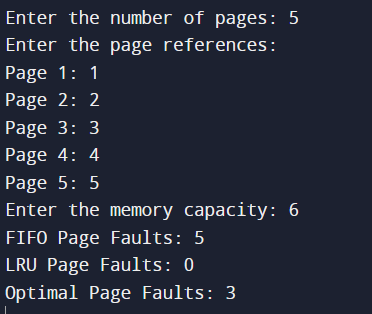 Enter the number of pages: 5
Enter the page references:
Page 1: 1
Page 2: 2
Page 3: 3
Page 4: 4
Page 5: 5
Enter the memory capacity: 6
FIFO Page Faults: 5
LRU Page Faults: 0
Optimal Page Faults: 3